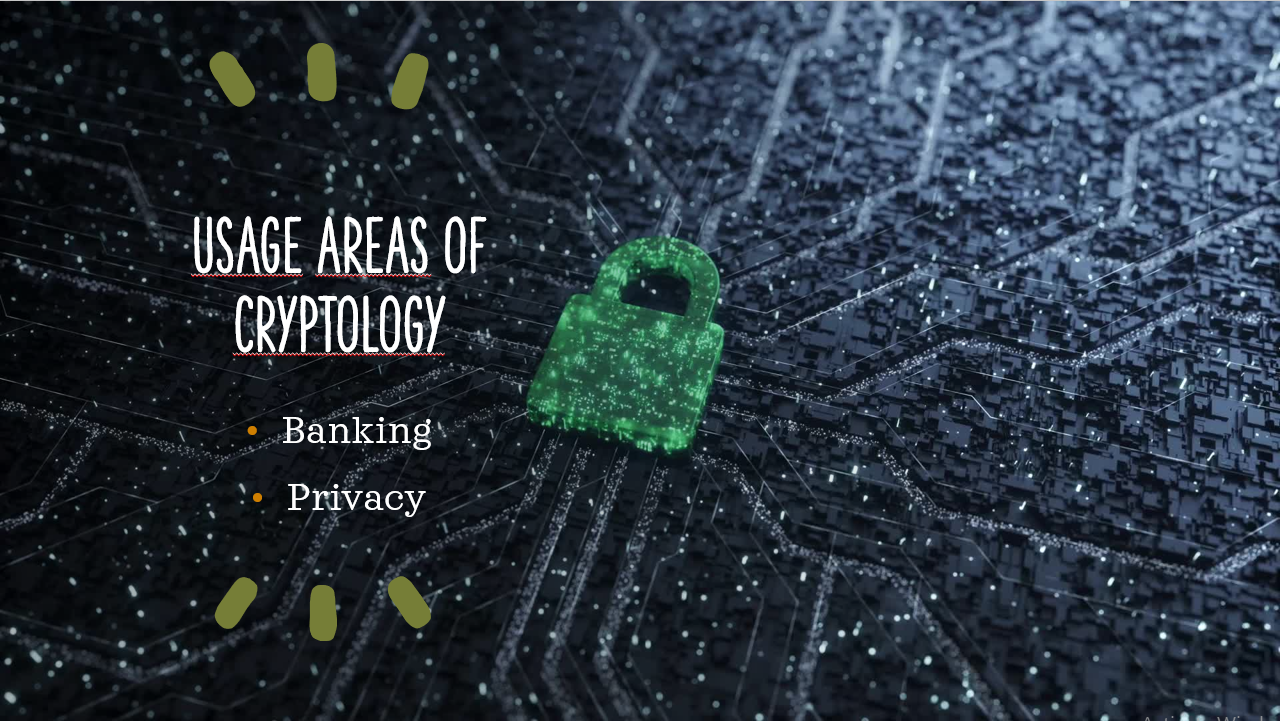 USAGE AREAS OF
CRYPTOLOGY
Banking
Privacy